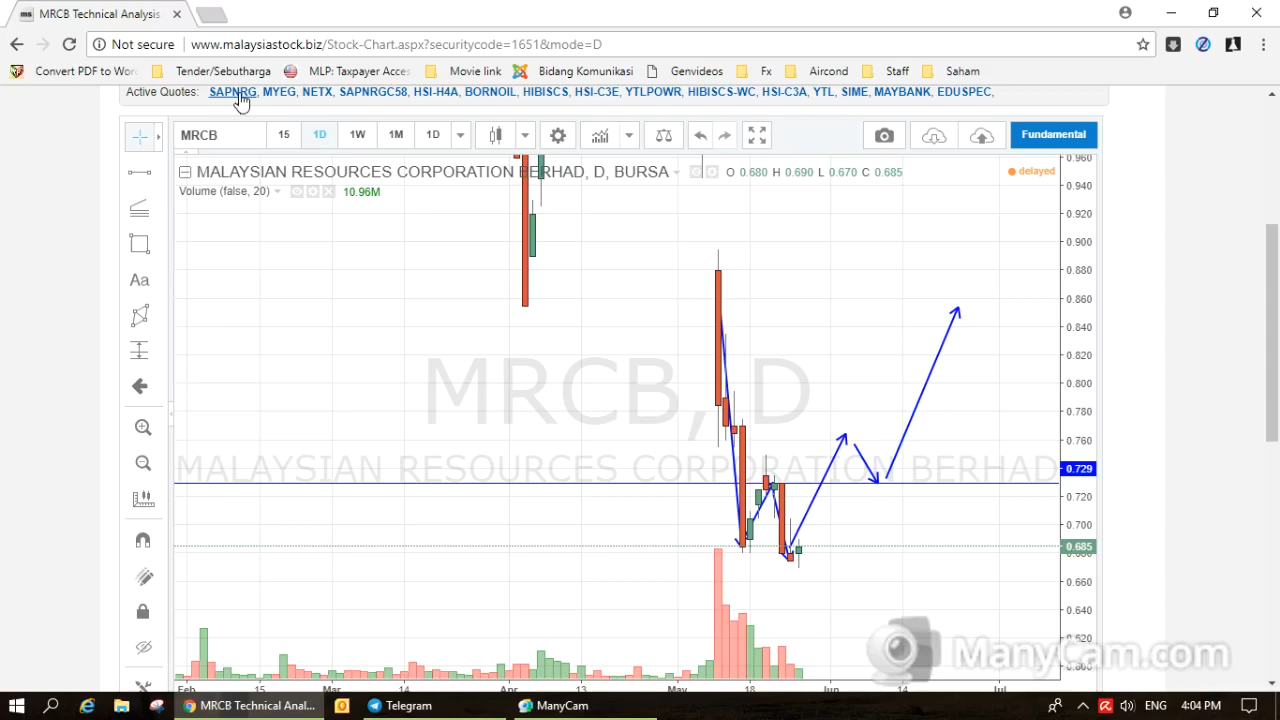 MRCB Technical Analysis
Not secure
www.malaysiastock.biz/Stock-Chart.aspx?securitycode=1651&mode=D
Convert PDF to Word Tender/Sebutharga MLP: Taxpayer Acces Movie link Bidang Komunikasi Genvideos Fx Aircond Staff Saham
Active Quotes: SAPNRG, MYEG, NETX, SAPNRGC58, HSI-H4A, BORNOIL, HIBISCS, HSI-C3E, YTLPOWR, HIBISCS-WC, HSI-C3A, YTL, SIME, MAYBANK, EDUSPEC,
MRCB 15 1D 1W 1M 1D Fundamental
MALAYSIAN RESOURCES CORPORATION BERHAD, D, BURSA O 0.680 H 0.690 L 0.670 C 0.685 delayed
Volume (false, 20) 10.96M
Aa
MRCB, D
ALAYSIAN RESOURCES CORPORATION BERHAD
0.960
0.940
0.920
0.900
0.880
0.860
0.840
0.820
0.800
0.780
0.760
0.729
0.720
0.700
0.685
0.660
0.640
0.620
Feb 15 Mar 14 Apr May 18 Jun 14 Jul
ManyCam.com
MRCB Technical Anal... Telegram ManyCam ENG 4:04 PM